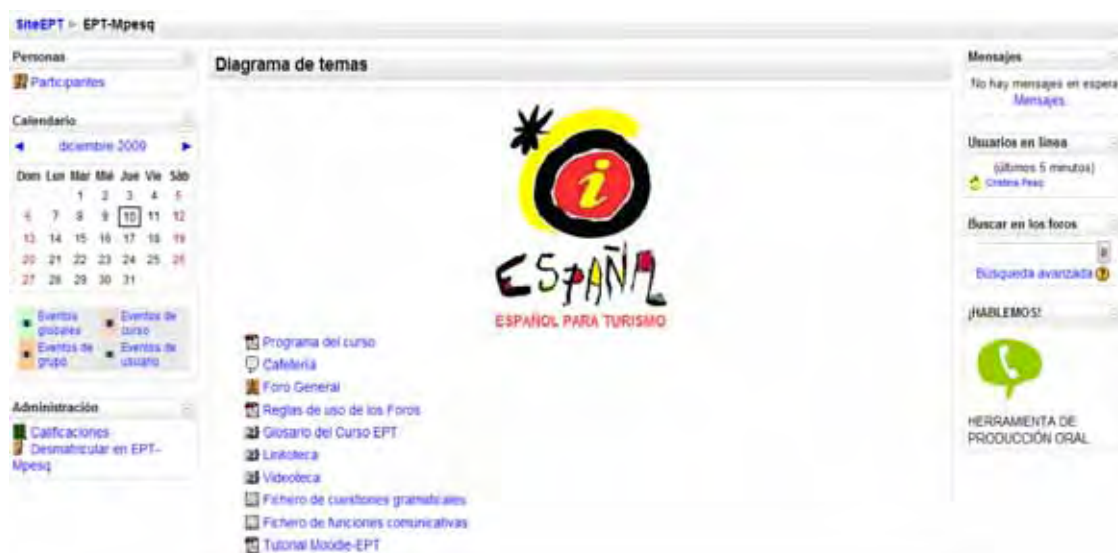 SiteEPT ► EPT-Mpesq
Personas
Participantes
Calendario
◄ diciembre 2009 ►
Dom Lun Mar Mié Jue Vie Sáb
1 2 3 4 5
6 7 8 9 10 11 12
13 14 15 16 17 18 19
20 21 22 23 24 25 26
27 28 29 30 31
Eventos globales
Eventos de curso
Eventos de grupo
Eventos de usuario
Administración
Calificaciones
Desmatricular en EPT-
Mpesq
Diagrama de temas
i
ESPAÑA
ESPAÑOL PARA TURISMO
Programa del curso
Cafetería
Foro General
Reglas de uso de los Foros
Glosario del Curso EPT
Linkoteca
Videoteca
Fichero de cuestiones gramaticales
Fichero de funciones comunicativas
Tutorial Moodle-EPT
Mensajes
No hay mensajes en espera
Mensajes
Usuarios en línea
(últimos 5 minutos)
Cristina
Buscar en los foros
Búsqueda avanzada
¡HABLEMOS!
HERRAMIENTA DE
PRODUCCIÓN ORAL